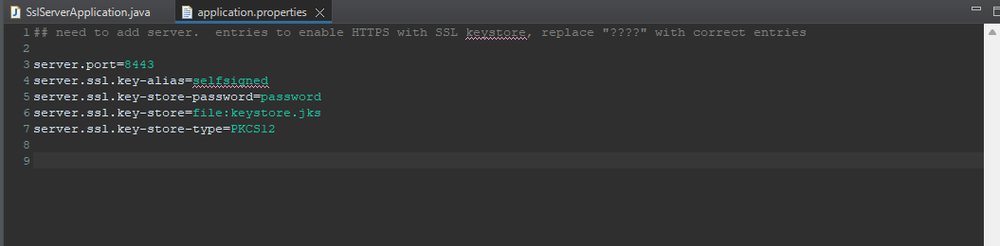 SslServerApplication.java application.properties
1 ## need to add server.  entries to enable HTTPS with SSL keystore, replace "????" with correct entries
2
3 server.port=8443
4 server.ssl.key-alias=selfsigned
5 server.ssl.key-store-password=password
6 server.ssl.key-store=file:keystore.jks
7 server.ssl.key-store-type=PKCS12
8
9